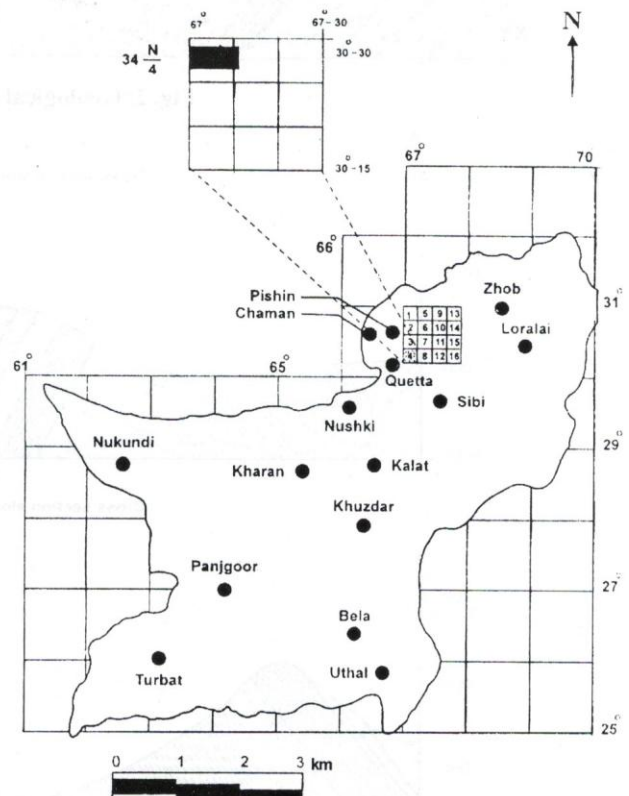 67° 67-30
N
34 N/4
30°-30
30°-15
67° 70
66°
31°
Zhob
Pishin
Chaman
1 5 9 13
2 6 10 14
3 7 11 15
4 8 12 16
Loralai
61° 65° Quetta
Sibi
Nushki
29°
Nukundi
Kharan Kalat
Khuzdar
Panjgoor
27°
Bela
Turbat Uthal
25°
0 1 2 3 km